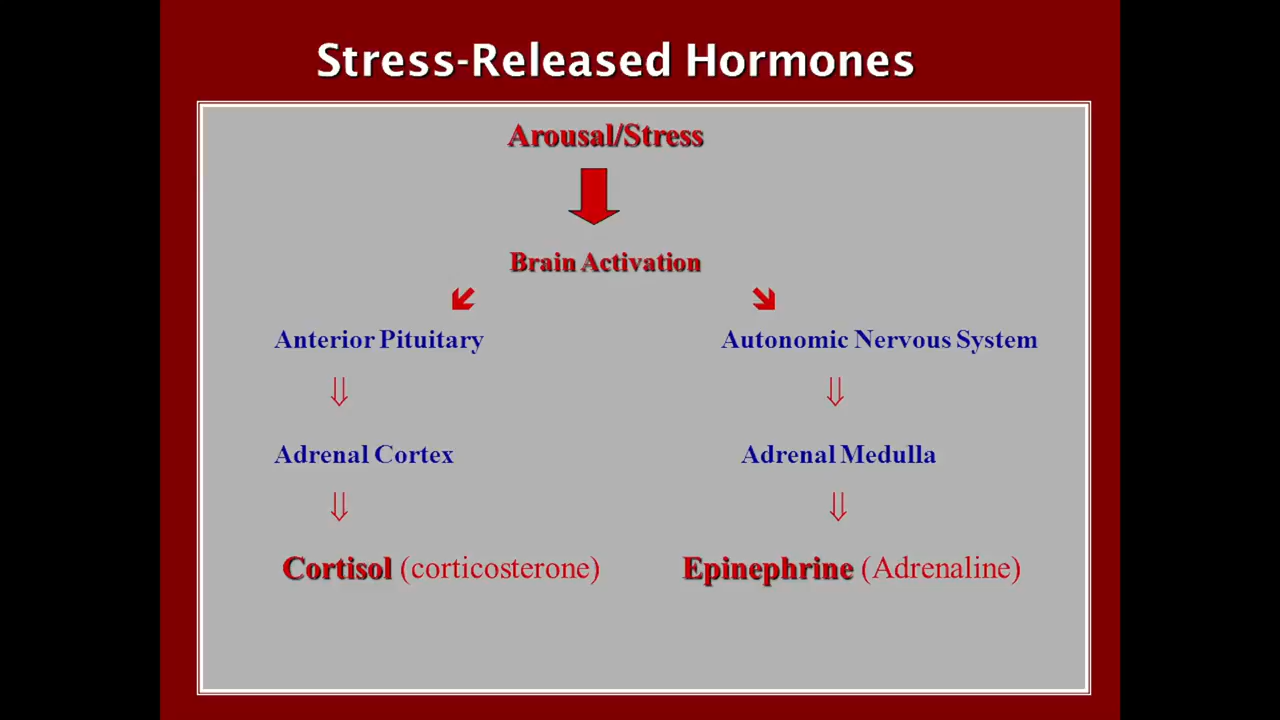 Stress-Released Hormones
Arousal/Stress
Brain Activation
Anterior Pituitary
Autonomic Nervous System
Adrenal Cortex
Adrenal Medulla
Cortisol (corticosterone)
Epinephrine (Adrenaline)